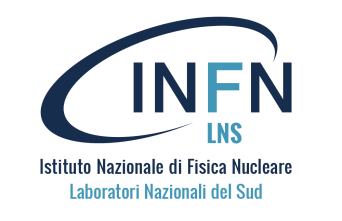 INFN
LNS
Istituto Nazionale di Fisica Nucleare
Laboratori Nazionali del Sud